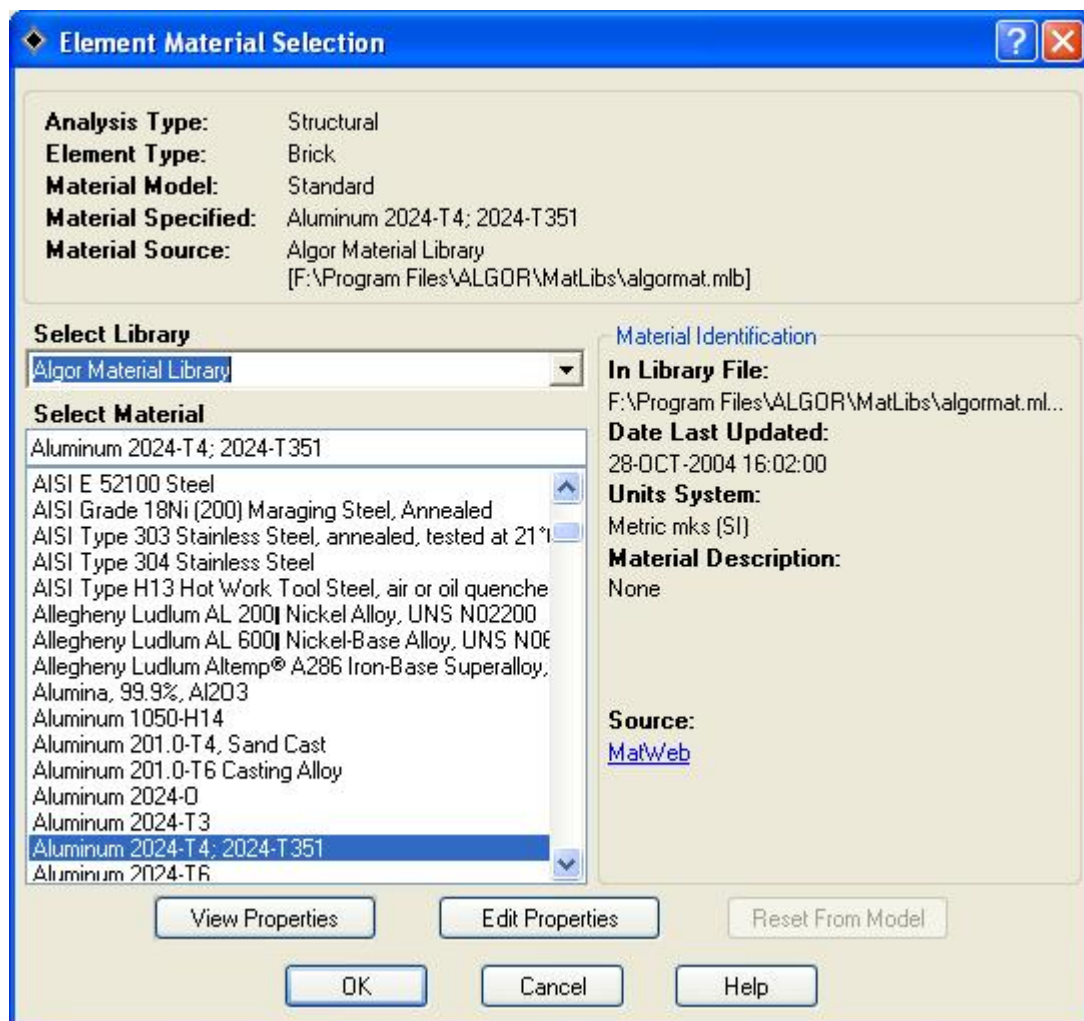 Element Material Selection
Analysis Type: Structural
Element Type: Brick
Material Model: Standard
Material Specified: Aluminum 2024-T4; 2024-T351
Material Source: Algor Material Library
[F:\Program Files\ALGOR\MatLibs\algormat.mlb]
Select Library
Algor Material Library
Select Material
Aluminum 2024-T4; 2024-T351
AISI E 52100 Steel
AISI Grade 18Ni (200) Maraging Steel, Annealed
AISI Type 303 Stainless Steel, annealed, tested at 21°
AISI Type 304 Stainless Steel
AISI Type H13 Hot Work Tool Steel, air or oil quenche
Allegheny Ludlum AL 200 Nickel Alloy, UNS N02200
Allegheny Ludlum AL 600 Nickel-Base Alloy, UNS N06
Allegheny Ludlum Altemp® A286 Iron-Base Superalloy,
Alumina, 99.9%, Al2O3
Aluminum 1050-H14
Aluminum 201.0-T4, Sand Cast
Aluminum 201.0-T6 Casting Alloy
Aluminum 2024-O
Aluminum 2024-T3
Aluminum 2024-T4; 2024-T351
Aluminum 2024-T6
Material Identification
In Library File:
F:\Program Files\ALGOR\MatLibs\algormat.ml...
Date Last Updated:
28-OCT-2004 16:02:00
Units System:
Metric mks (SI)
Material Description:
None
Source:
MatWeb
View Properties
Edit Properties
Reset From Model
OK
Cancel
Help